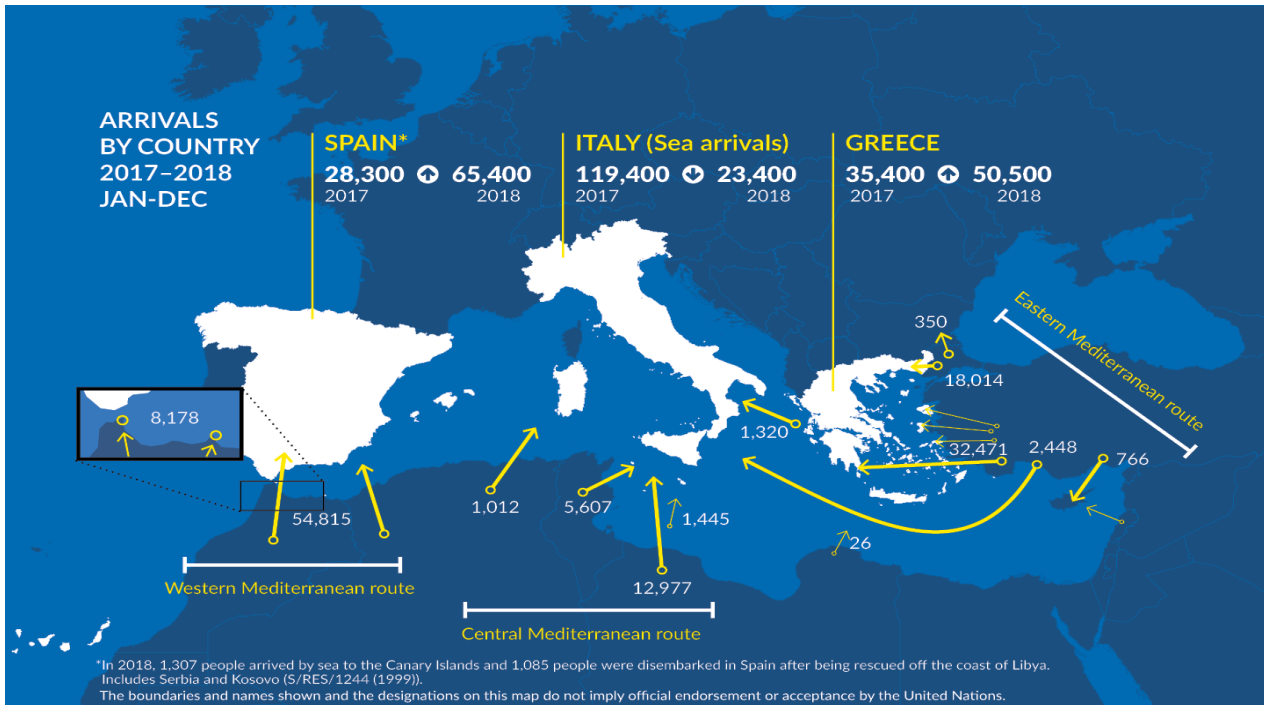 ARRIVALS
BY COUNTRY
2017–2018
JAN-DEC
SPAIN*
28,300 65,400
2017 2018
ITALY (Sea arrivals)
119,400 23,400
2017 2018
GREECE
35,400 50,500
2017 2018
Eastern Mediterranean route
350
18,014
8,178
1,320
32,471
2,448
766
54,815
1,012
5,607
1,445
26
12,977
Western Mediterranean route
Central Mediterranean route
*In 2018, 1,307 people arrived by sea to the Canary Islands and 1,085 people were disembarked in Spain after being rescued off the coast of Libya.
Includes Serbia and Kosovo (S/RES/1244 (1999)).
The boundaries and names shown and the designations on this map do not imply official endorsement or acceptance by the United Nations.